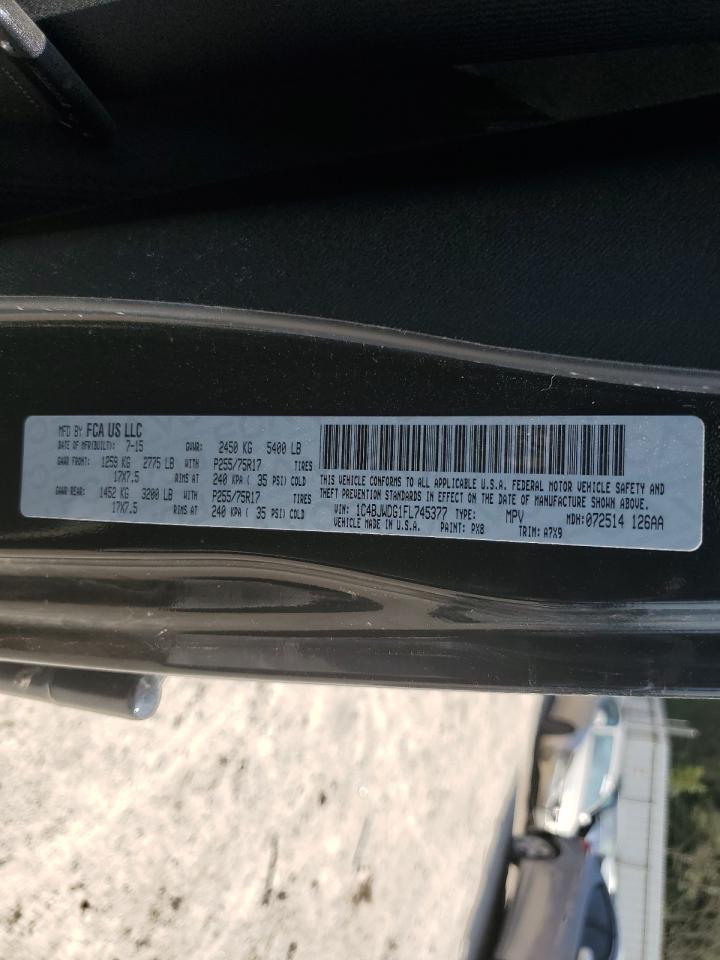 MFD BY FCA US LLC
DATE OF MFR(BUILT): 7-15 GVWR: 2450 KG 5400 LB
GAWR FRONT: 1259 KG 2775 LB WITH P255/75R17 TIRES
17X7.5 RIMS AT 240 KPA ( 35 PSI) COLD
GAWR REAR: 1452 KG 3200 LB WITH P255/75R17 TIRES
17X7.5 RIMS AT 240 KPA ( 35 PSI) COLD
THIS VEHICLE CONFORMS TO ALL APPLICABLE U.S.A. FEDERAL MOTOR VEHICLE SAFETY AND
THEFT PREVENTION STANDARDS IN EFFECT ON THE DATE OF MANUFACTURE SHOWN ABOVE.
VIN: 1C4BJWDG1FL745377 TYPE: MPV MDH:072514 126AA
VEHICLE MADE IN U.S.A. PAINT: PX8 TRIM: A7X9